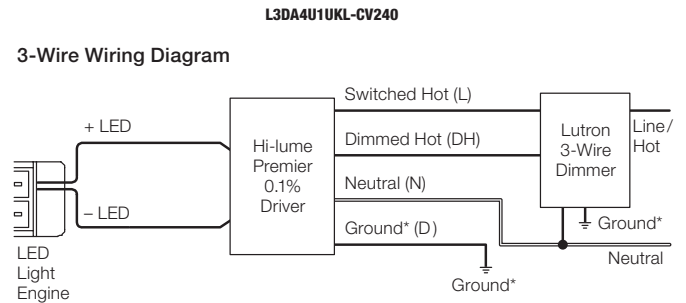 L3DA4U1UKL-CV240
3-Wire Wiring Diagram
Switched Hot (L)
+ LED
Hi-lume
Premier
0.1%
Driver
Dimmed Hot (DH)
Lutron
3-Wire
Dimmer
Line/
Hot
Neutral (N)
– LED
Ground* (D)
Ground*
Neutral
LED
Light
Engine
Ground*